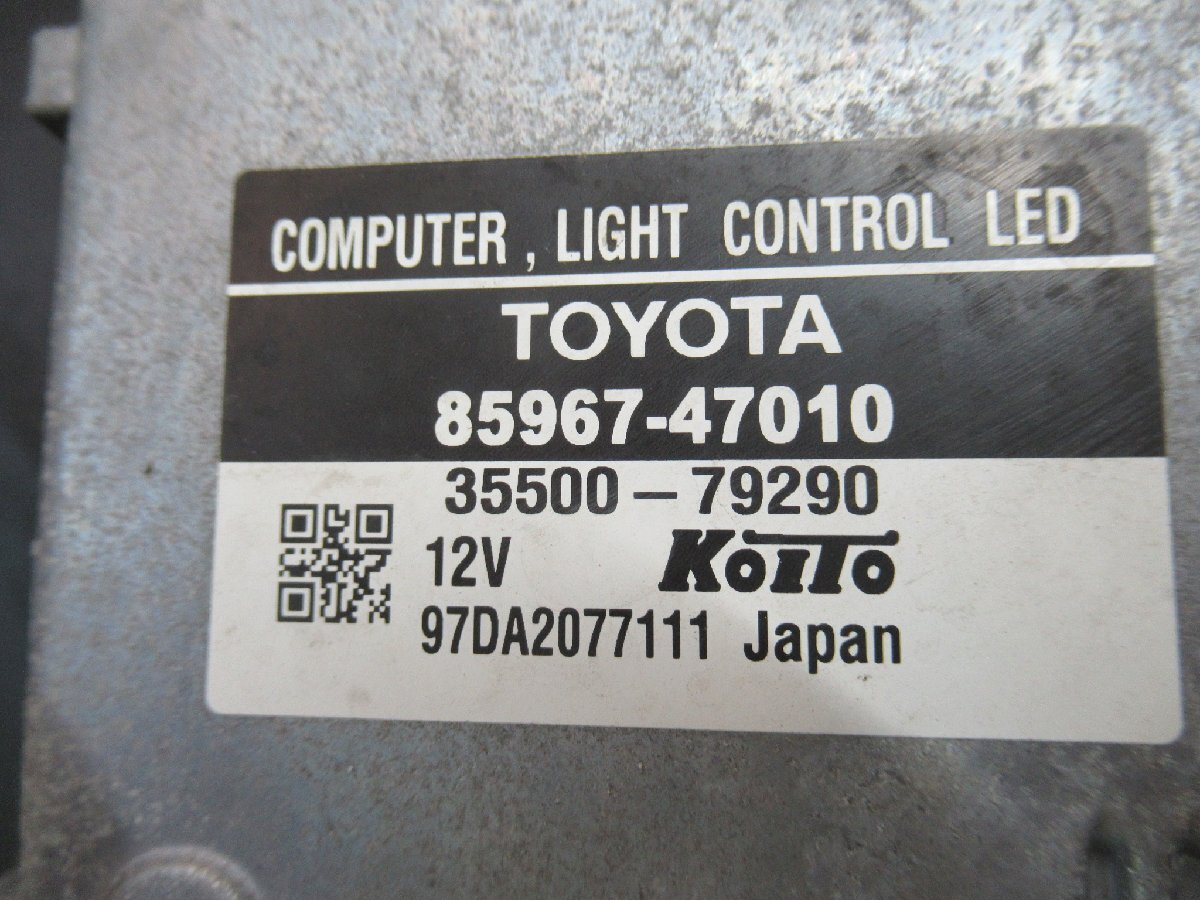 COMPUTER , LIGHT CONTROL LED
TOYOTA
85967-47010
35500-79290
12V KOITO
97DA2077111 Japan